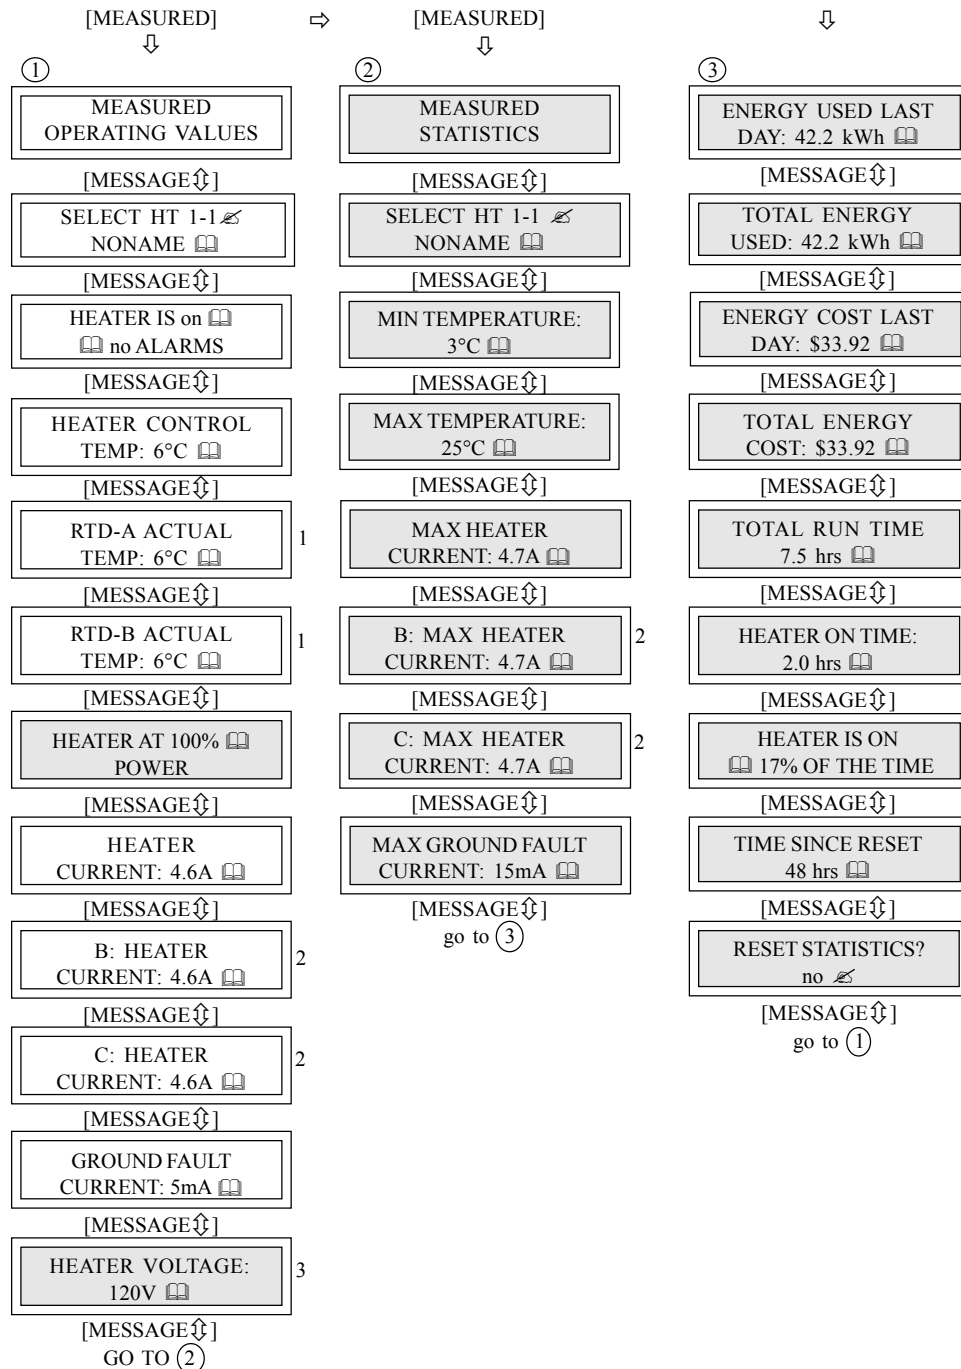 [MEASURED]
①
MEASURED
OPERATING VALUES
[MESSAGE⇳]
SELECT HT 1-1
NONAME
[MESSAGE⇳]
HEATER IS on
no ALARMS
[MESSAGE⇳]
HEATER CONTROL
TEMP: 6°C
[MESSAGE⇳]
RTD-A ACTUAL
TEMP: 6°C
1
[MESSAGE⇳]
RTD-B ACTUAL
TEMP: 6°C
1
[MESSAGE⇳]
HEATER AT 100%
POWER
[MESSAGE⇳]
HEATER
CURRENT: 4.6A
[MESSAGE⇳]
B: HEATER
CURRENT: 4.6A
2
[MESSAGE⇳]
C: HEATER
CURRENT: 4.6A
2
[MESSAGE⇳]
GROUND FAULT
CURRENT: 5mA
[MESSAGE⇳]
HEATER VOLTAGE:
120V
3
[MESSAGE⇳]
GO TO ②
[MEASURED]
②
MEASURED
STATISTICS
[MESSAGE⇳]
SELECT HT 1-1
NONAME
[MESSAGE⇳]
MIN TEMPERATURE:
3°C
[MESSAGE⇳]
MAX TEMPERATURE:
25°C
[MESSAGE⇳]
MAX HEATER
CURRENT: 4.7A
[MESSAGE⇳]
B: MAX HEATER
CURRENT: 4.7A
2
[MESSAGE⇳]
C: MAX HEATER
CURRENT: 4.7A
2
[MESSAGE⇳]
MAX GROUND FAULT
CURRENT: 15mA
[MESSAGE⇳]
go to ③
③
ENERGY USED LAST
DAY: 42.2 kWh
[MESSAGE⇳]
TOTAL ENERGY
USED: 42.2 kWh
[MESSAGE⇳]
ENERGY COST LAST
DAY: $33.92
[MESSAGE⇳]
TOTAL ENERGY
COST: $33.92
[MESSAGE⇳]
TOTAL RUN TIME
7.5 hrs
[MESSAGE⇳]
HEATER ON TIME:
2.0 hrs
[MESSAGE⇳]
HEATER IS ON
17% OF THE TIME
[MESSAGE⇳]
TIME SINCE RESET
48 hrs
[MESSAGE⇳]
RESET STATISTICS?
no
[MESSAGE⇳]
go to ①